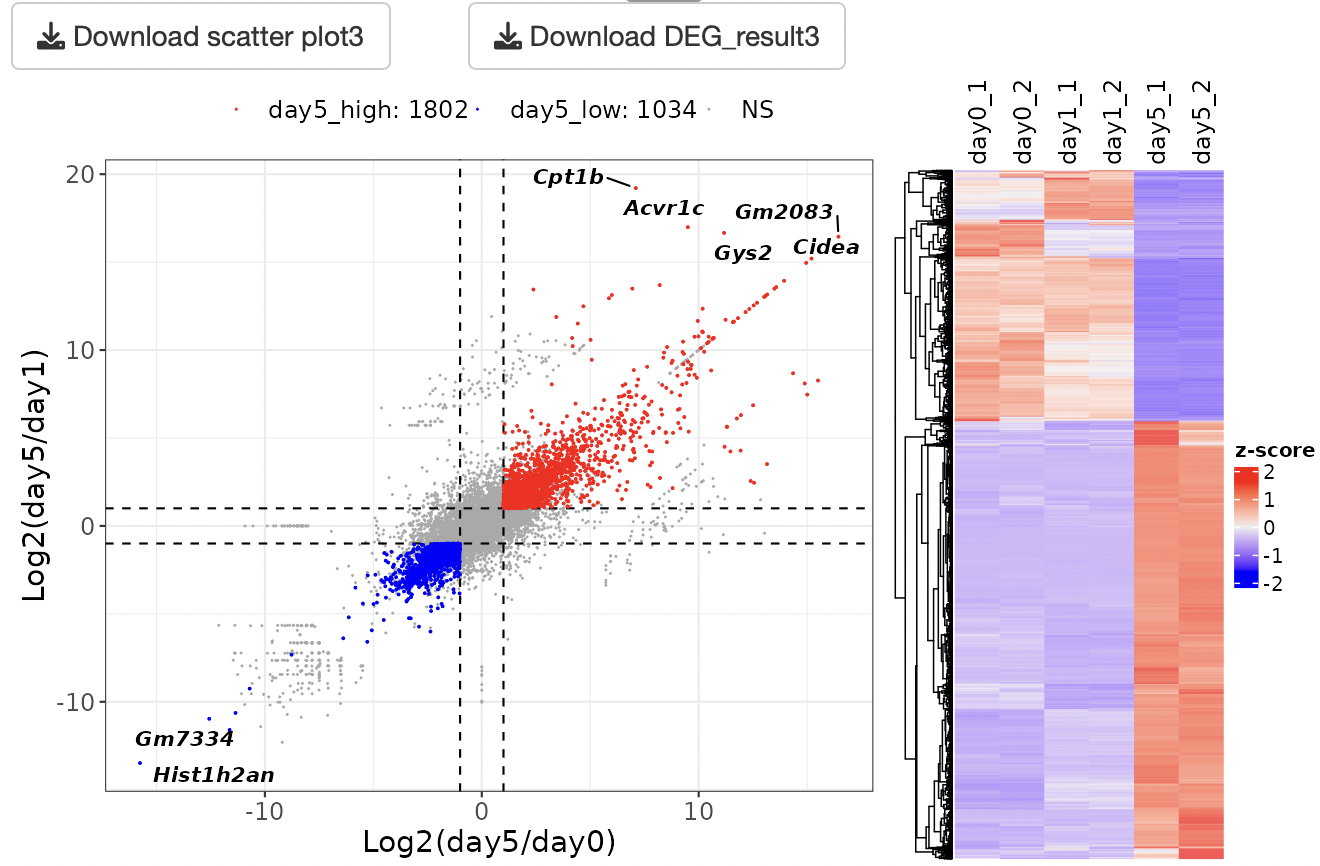 Download scatter plot3
Download DEG_result3
day5_high: 1802
day5_low: 1034
NS
day0_1
day0_2
day1_1
day1_2
day5_1
day5_2
20
10
0
-10
Log2(day5/day1)
Cpt1b
Acvr1c
Gm2083
Gys2
Cidea
Gm7334
Hist1h2an
-10
0
10
Log2(day5/day0)
z-score
2
1
0
-1
-2